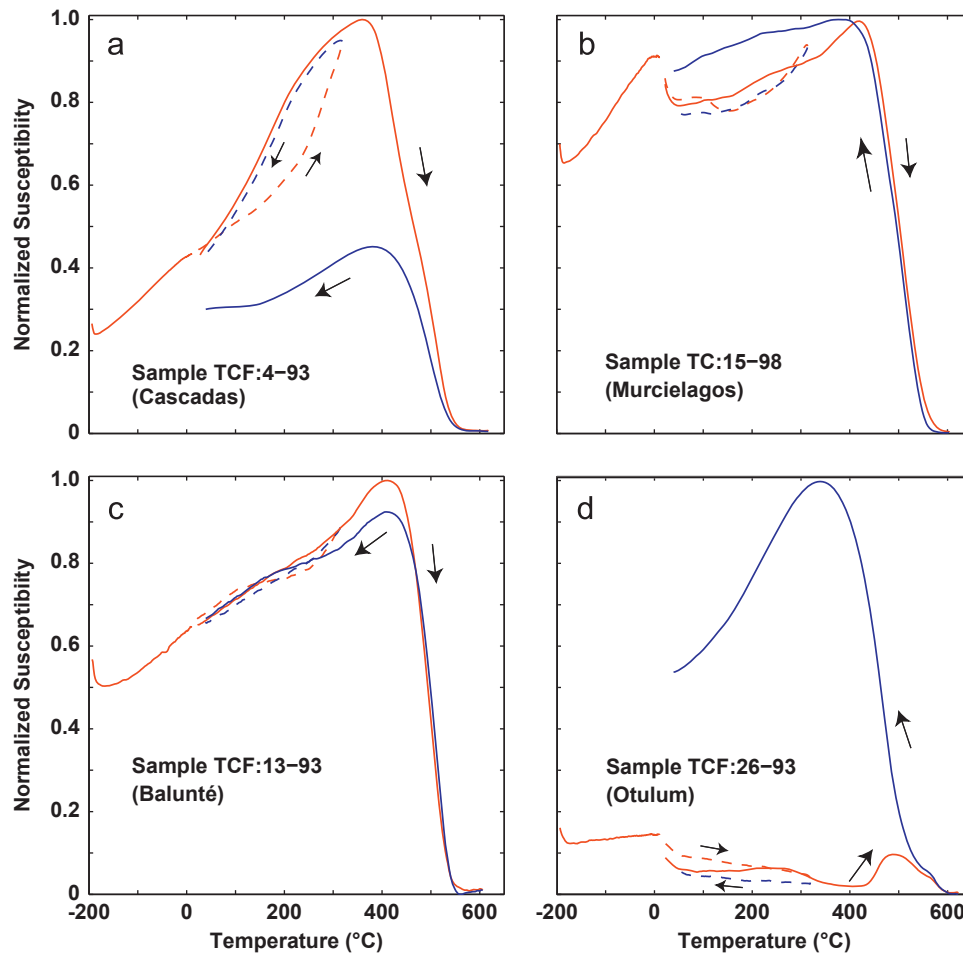 a
b
1.0
0.8
0.6
0.4
0.2
0
Normalized Susceptibiity
Sample TCF:4−93
(Cascadas)
Sample TC:15−98
(Murcielagos)
c
d
1.0
0.8
0.6
0.4
0.2
0
Normalized Susceptibiity
Sample TCF:13−93
(Balunté)
Sample TCF:26−93
(Otulum)
-200 0 200 400 600
-200 0 200 400 600
Temperature (°C)
Temperature (°C)